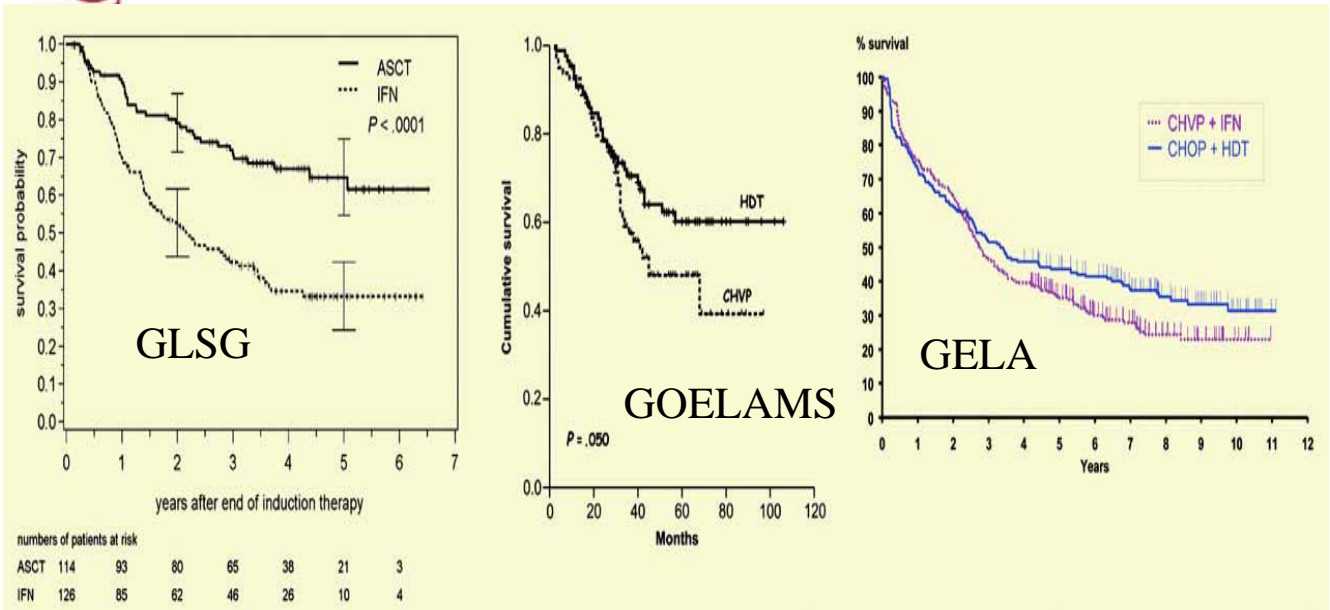 1.0
0.9
0.8
0.7
0.6
0.5
0.4
0.3
0.2
0.1
0.0
survival probability
ASCT
IFN
P < .0001
GLSG
0 1 2 3 4 5 6 7
years after end of induction therapy
numbers of patients at risk
ASCT 114 93 80 65 38 21 3
IFN 126 85 62 46 26 10 4
1.0
0.8
0.6
0.4
0.2
0.0
Cumulative survival
HDT
CHVP
GOELAMS
P = .050
0 20 40 60 80 100 120
Months
% survival
100
90
80
70
60
50
40
30
20
10
0
CHVP + IFN
CHOP + HDT
GELA
0 1 2 3 4 5 6 7 8 9 10 11 12
Years